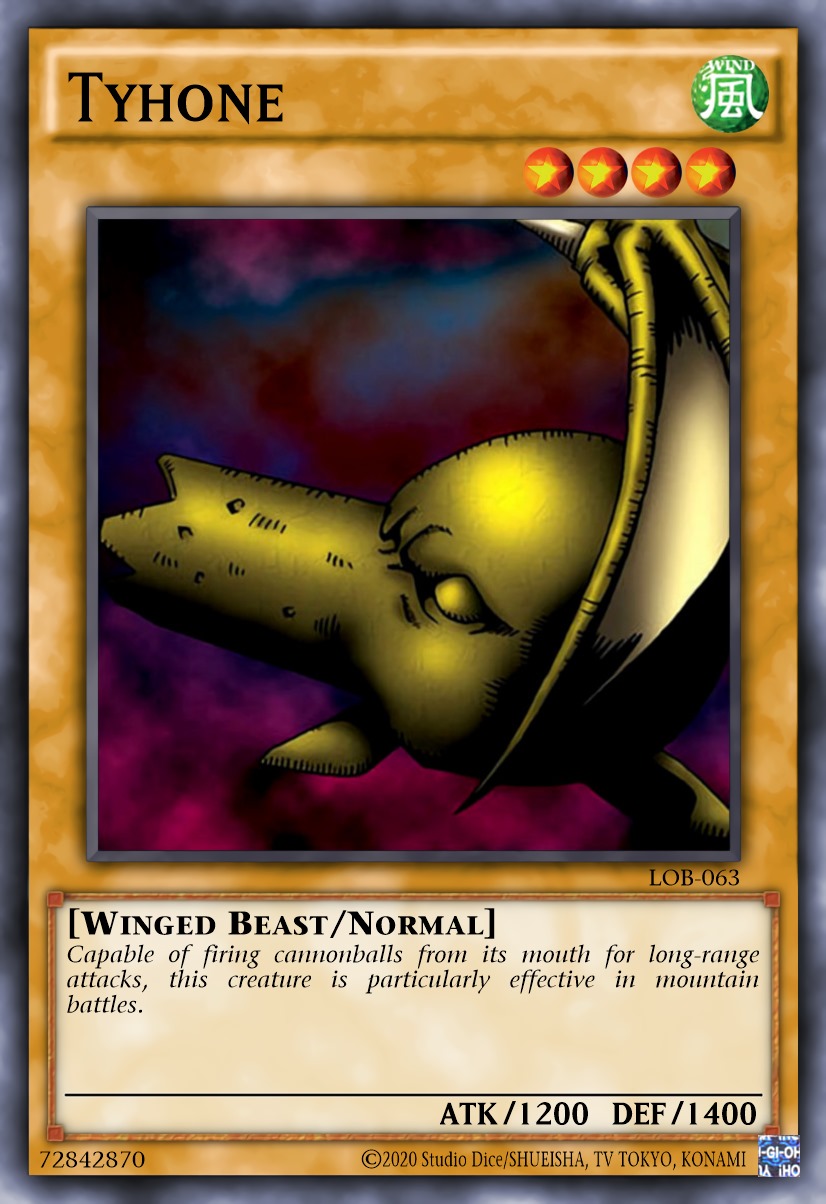 TYHONE
WIND
風
LOB-063
[WINGED BEAST/NORMAL]
Capable of firing cannonballs from its mouth for long-range
attacks, this creature is particularly effective in mountain
battles.
ATK/1200 DEF/1400
72842870
©2020 Studio Dice/SHUEISHA, TV TOKYO, KONAMI